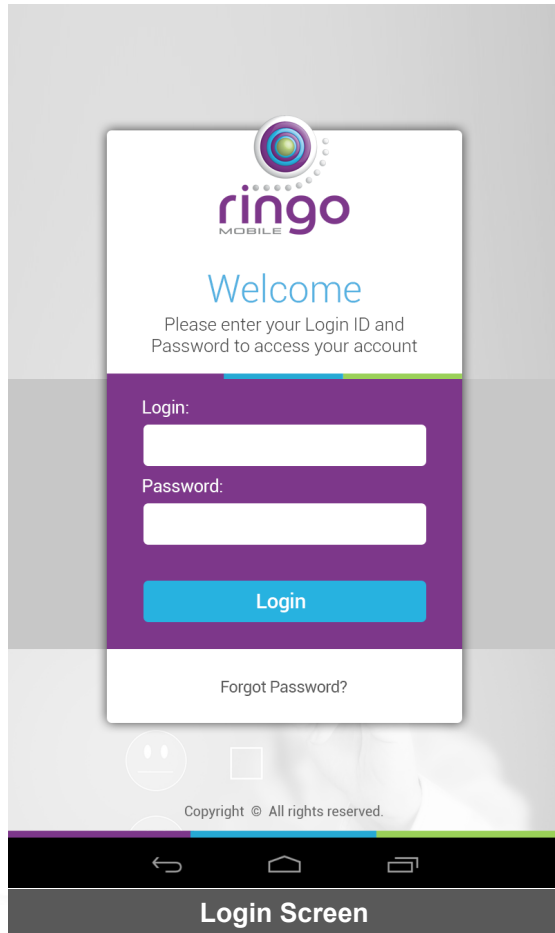 ringo
MOBILE
Welcome
Please enter your Login ID and
Password to access your account
Login:
Password:
Login
Forgot Password?
Copyright © All rights reserved.
Login Screen